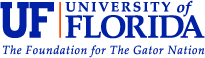 UF UNIVERSITY of
FLORIDA
The Foundation for The Gator Nation